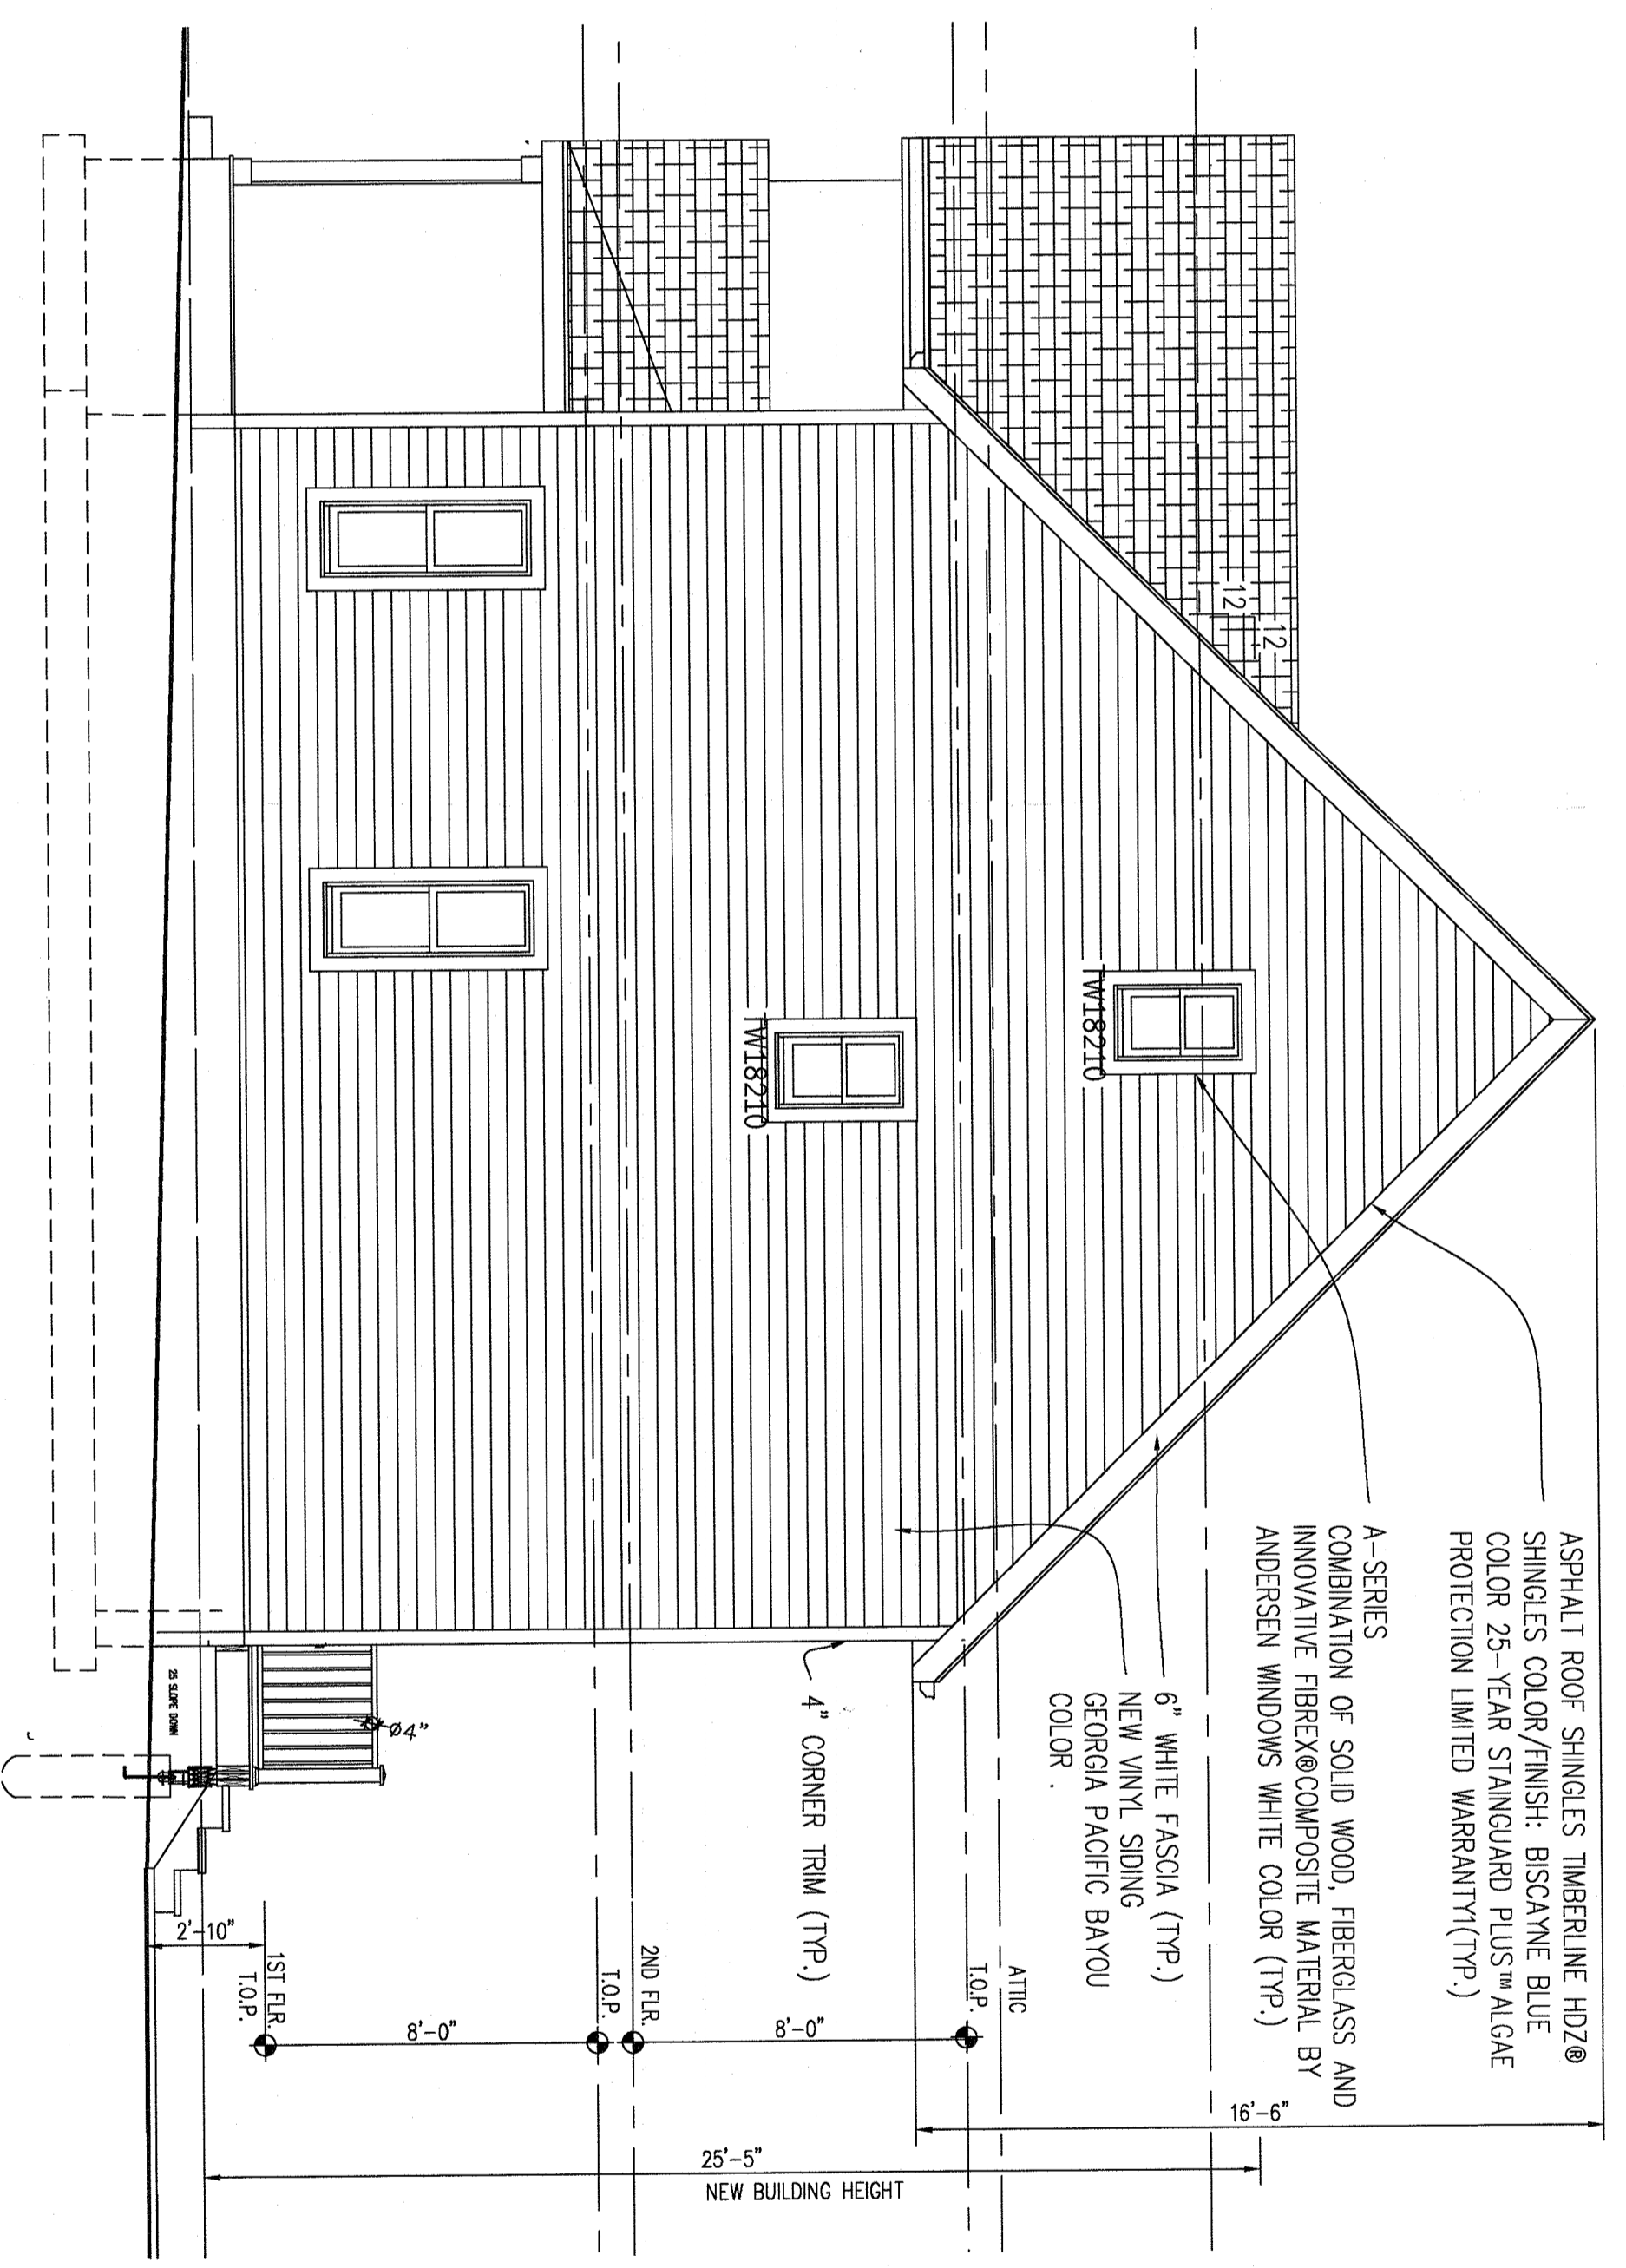 ASPHALT ROOF SHINGLES TIMBERLINE HDZ®
SHINGLES COLOR/FINISH: BISCAYNE BLUE
COLOR 25-YEAR STAINGUARD PLUS™ ALGAE
PROTECTION LIMITED WARRANTY1(TYP.)
A-SERIES
COMBINATION OF SOLID WOOD, FIBERGLASS AND
INNOVATIVE FIBREX®COMPOSITE MATERIAL BY
ANDERSEN WINDOWS WHITE COLOR (TYP.)
6" WHITE FASCIA (TYP.)
NEW VINYL SIDING
GEORGIA PACIFIC BAYOU
COLOR .
4" CORNER TRIM (TYP.)
12
12
TW18210
TW18210
ATTIC
T.O.P.
2ND FLR.
T.O.P.
1ST FLR.
T.O.P.
16'-6"
25'-5"
NEW BUILDING HEIGHT
8'-0"
8'-0"
2'-10"
Ø4"
25 SLOPE DOWN